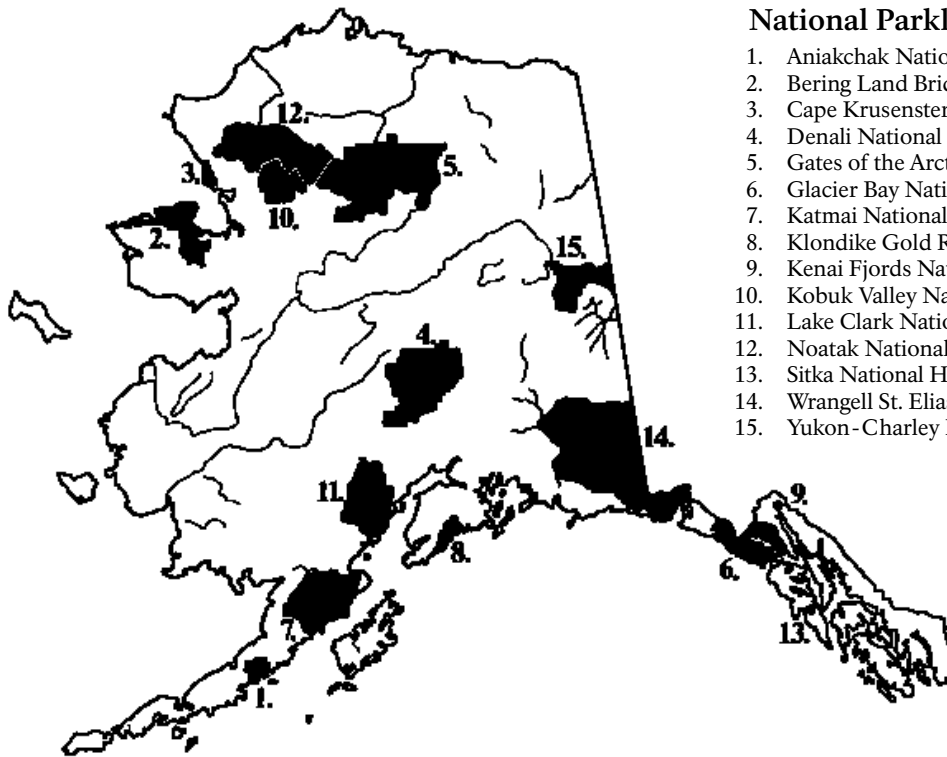 National Parkl
1. Aniakchak Natio
2. Bering Land Brid
3. Cape Krusenster
4. Denali National
5. Gates of the Arct
6. Glacier Bay Nati
7. Katmai National
8. Klondike Gold R
9. Kenai Fjords Nat
10. Kobuk Valley Na
11. Lake Clark Natio
12. Noatak National
13. Sitka National H
14. Wrangell St. Elia
15. Yukon-Charley
12.
3.
5.
10.
2.
15.
4.
14.
11.
9.
8.
6.
7.
13.
1.